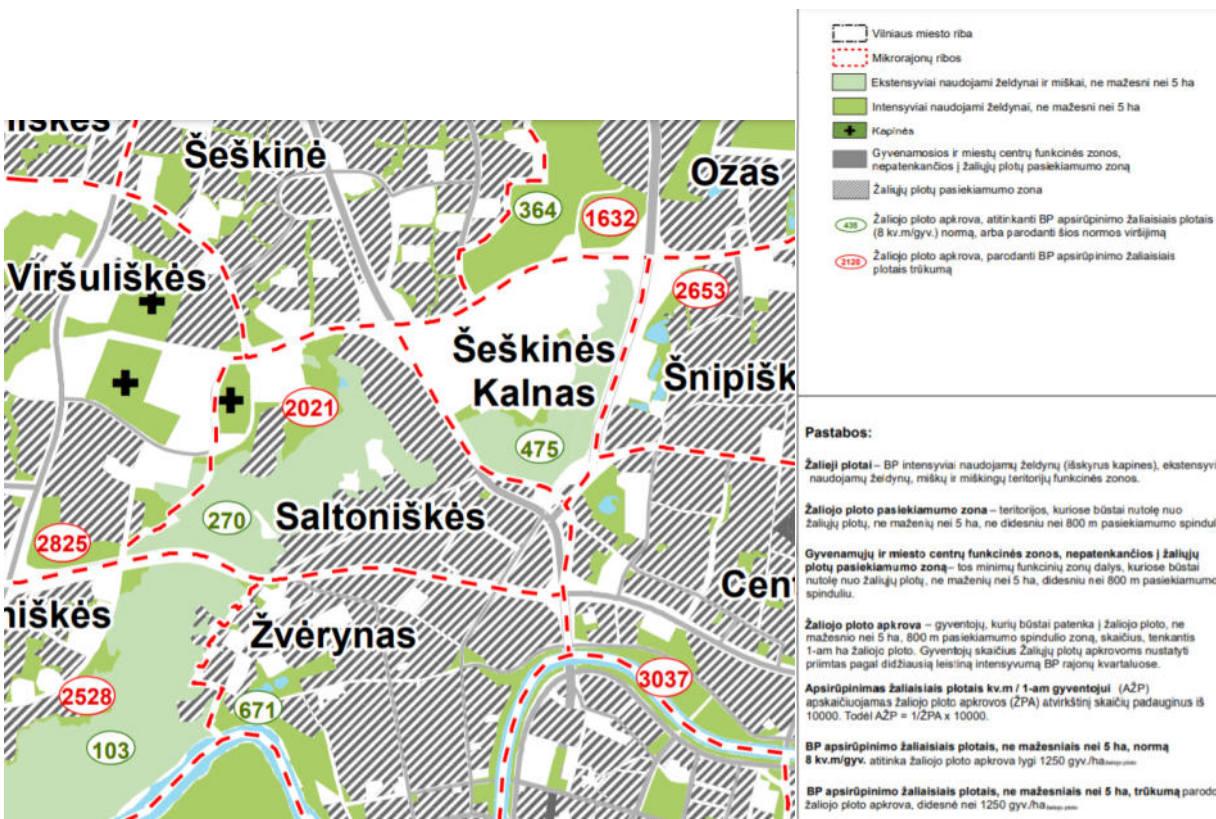 Šeškinė
Ozas
364
1632
Viršuliškės
2653
Šeškinės
Kalnas
2021
475
270
Saltoniškės
2825
Žvėrynas
2528
671
3037
103
Vilniaus miesto riba
Mikrorajonų ribos
Ekstensyviai naudojami želdynai ir miškai, ne mažesni nei 5 ha
Intensyviai naudojami želdynai, ne mažesni nei 5 ha
Kapinės
Gyvenamosios ir miestų centrų funkcinės zonos,
nepatenkančios į žaliųjų plotų pasiekiamumo zoną
Žaliųjų plotų pasiekiamumo zona
435
Žaliojo ploto apkrova, atitinkanti BP apsirūpinimo žaliaisiais plotais
(8 kv.m/gyv.) normą, arba parodanti šios normos viršijimą
2120
Žaliojo ploto apkrova, parodanti BP apsirūpinimo žaliaisiais
plotais trūkumą
Pastabos:
Žalieji plotai – BP intensyviai naudojamų želdynų (išskyrus kapines), ekstensyvi
naudojamų želdynų, miškų ir miškingų teritorijų funkcinės zonos.
Žaliojo ploto pasiekiamumo zona – teritorijos, kuriose būstai nutolę nuo
žaliųjų plotų, ne maženių nei 5 ha, ne didesniu nei 800 m pasiekiamumo spindul
Gyvenamųjų ir miesto centrų funkcinės zonos, nepatenkančios į žaliųjų
plotų pasiekiamumo zoną – tos minimų funkcinių zonų dalys, kuriose būstai
nutolę nuo žaliųjų plotų, ne maženių nei 5 ha, didesniu nei 800 m pasiekiamumo
spinduliu.
Žaliojo ploto apkrova – gyventojų, kurių būstai patenka į žaliojo ploto, ne
mažesnio nei 5 ha, 800 m pasiekiamumo spindulio zoną, skaičius, tenkantis
1-am ha žaliojo ploto. Gyventojų skaičius Žaliųjų plotų apkrovoms nustatyti
priimtas pagal didžiausią leistiną intensyvumą BP rajonų kvartaluose.
Apsirūpinimas žaliaisiais plotais kv.m / 1-am gyventojui (AŽP)
apskaičiuojamas žaliojo ploto apkrovos (ŽPA) atvirkštinį skaičių padauginus iš
10000. Todėl AŽP = 1/ŽPA x 10000.
BP apsirūpinimo žaliaisiais plotais, ne mažesniais nei 5 ha, normą
8 kv.m/gyv. atitinka žaliojo ploto apkrova lygi 1250 gyv./ha žaliojo ploto
BP apsirūpinimo žaliaisiais plotais, ne mažesniais nei 5 ha, trūkumą parodo
žaliojo ploto apkrova, didesnė nei 1250 gyv./ha žaliojo ploto